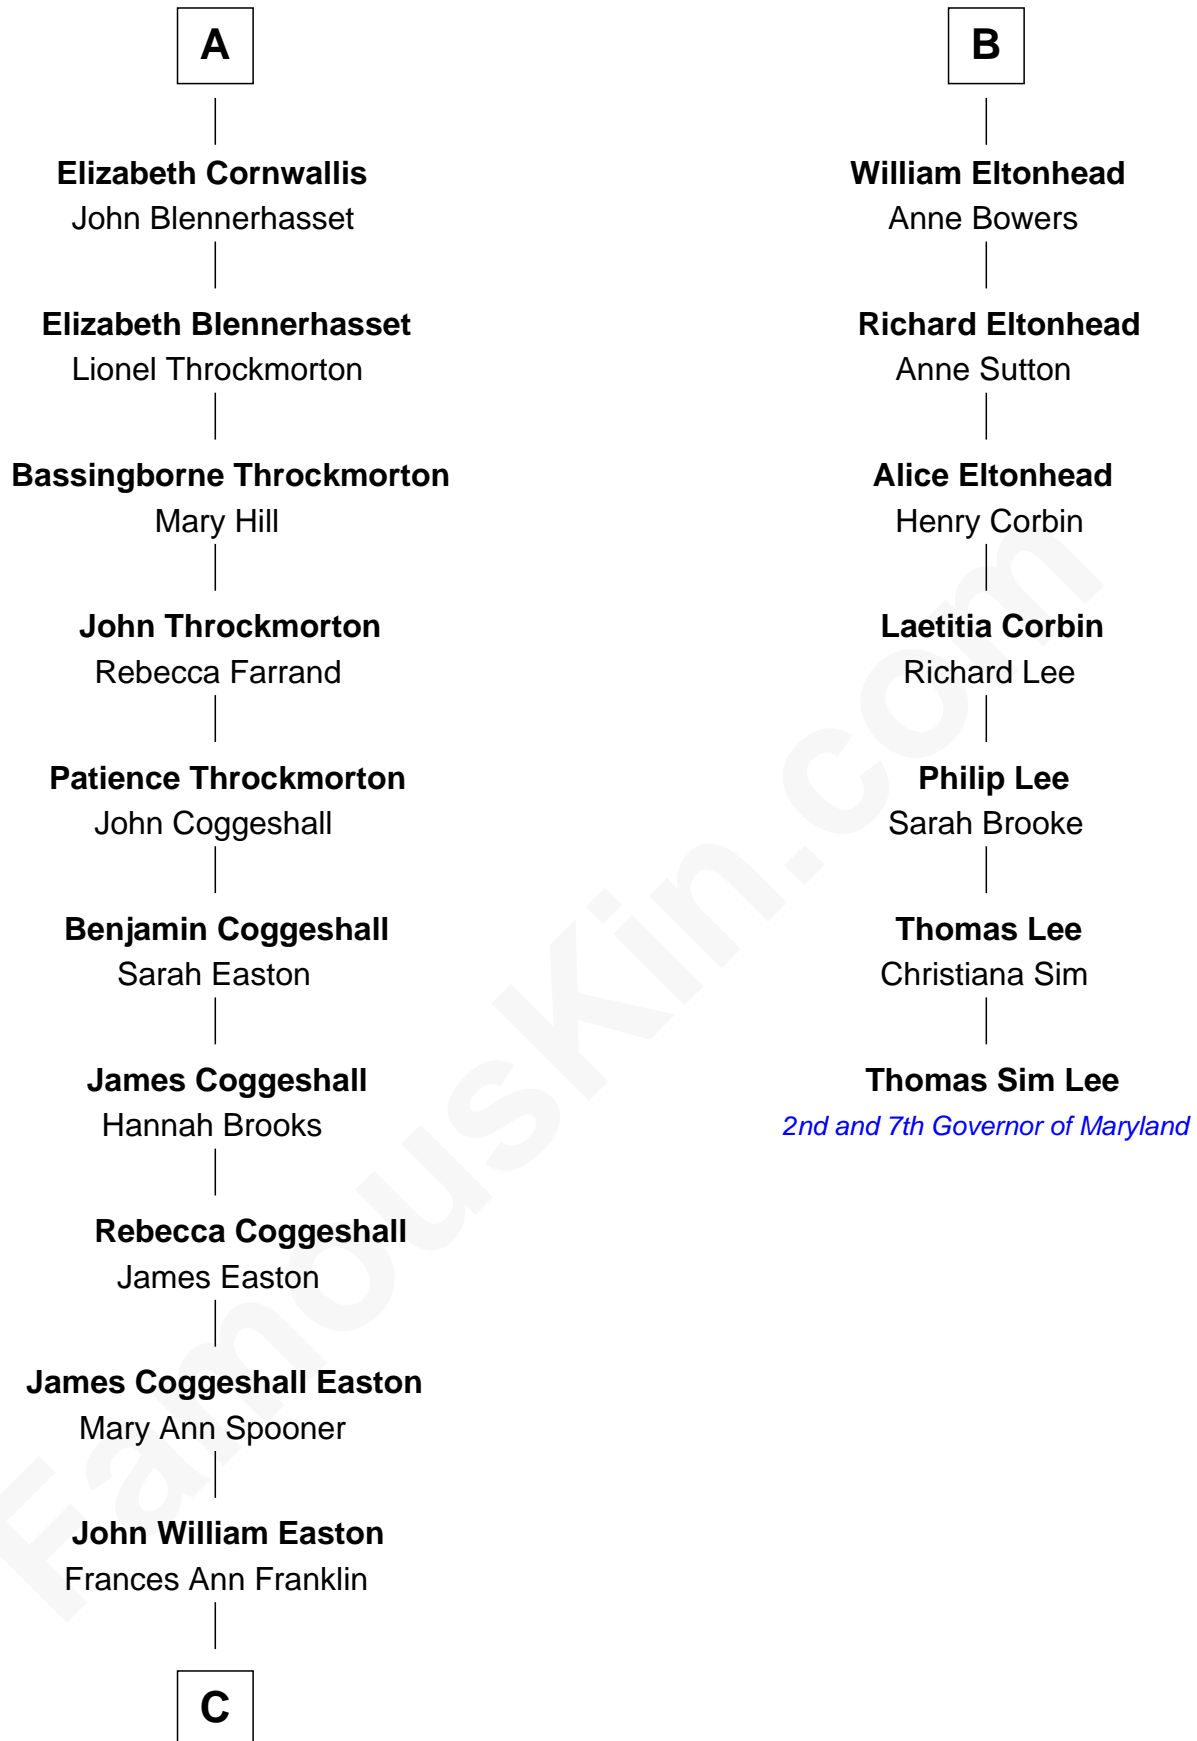 A
Elizabeth Cornwallis
John Blennerhasset
Elizabeth Blennerhasset
Lionel Throckmorton
Bassingborne Throckmorton
Mary Hill
John Throckmorton
Rebecca Farrand
Patience Throckmorton
John Coggeshall
Benjamin Coggeshall
Sarah Easton
James Coggeshall
Hannah Brooks
Rebecca Coggeshall
James Easton
James Coggeshall Easton
Mary Ann Spooner
John William Easton
Frances Ann Franklin
C
B
William Eltonhead
Anne Bowers
Richard Eltonhead
Anne Sutton
Alice Eltonhead
Henry Corbin
Laetitia Corbin
Richard Lee
Philip Lee
Sarah Brooke
Thomas Lee
Christiana Sim
Thomas Sim Lee
2nd and 7th Governor of Maryland
FamousKin.com